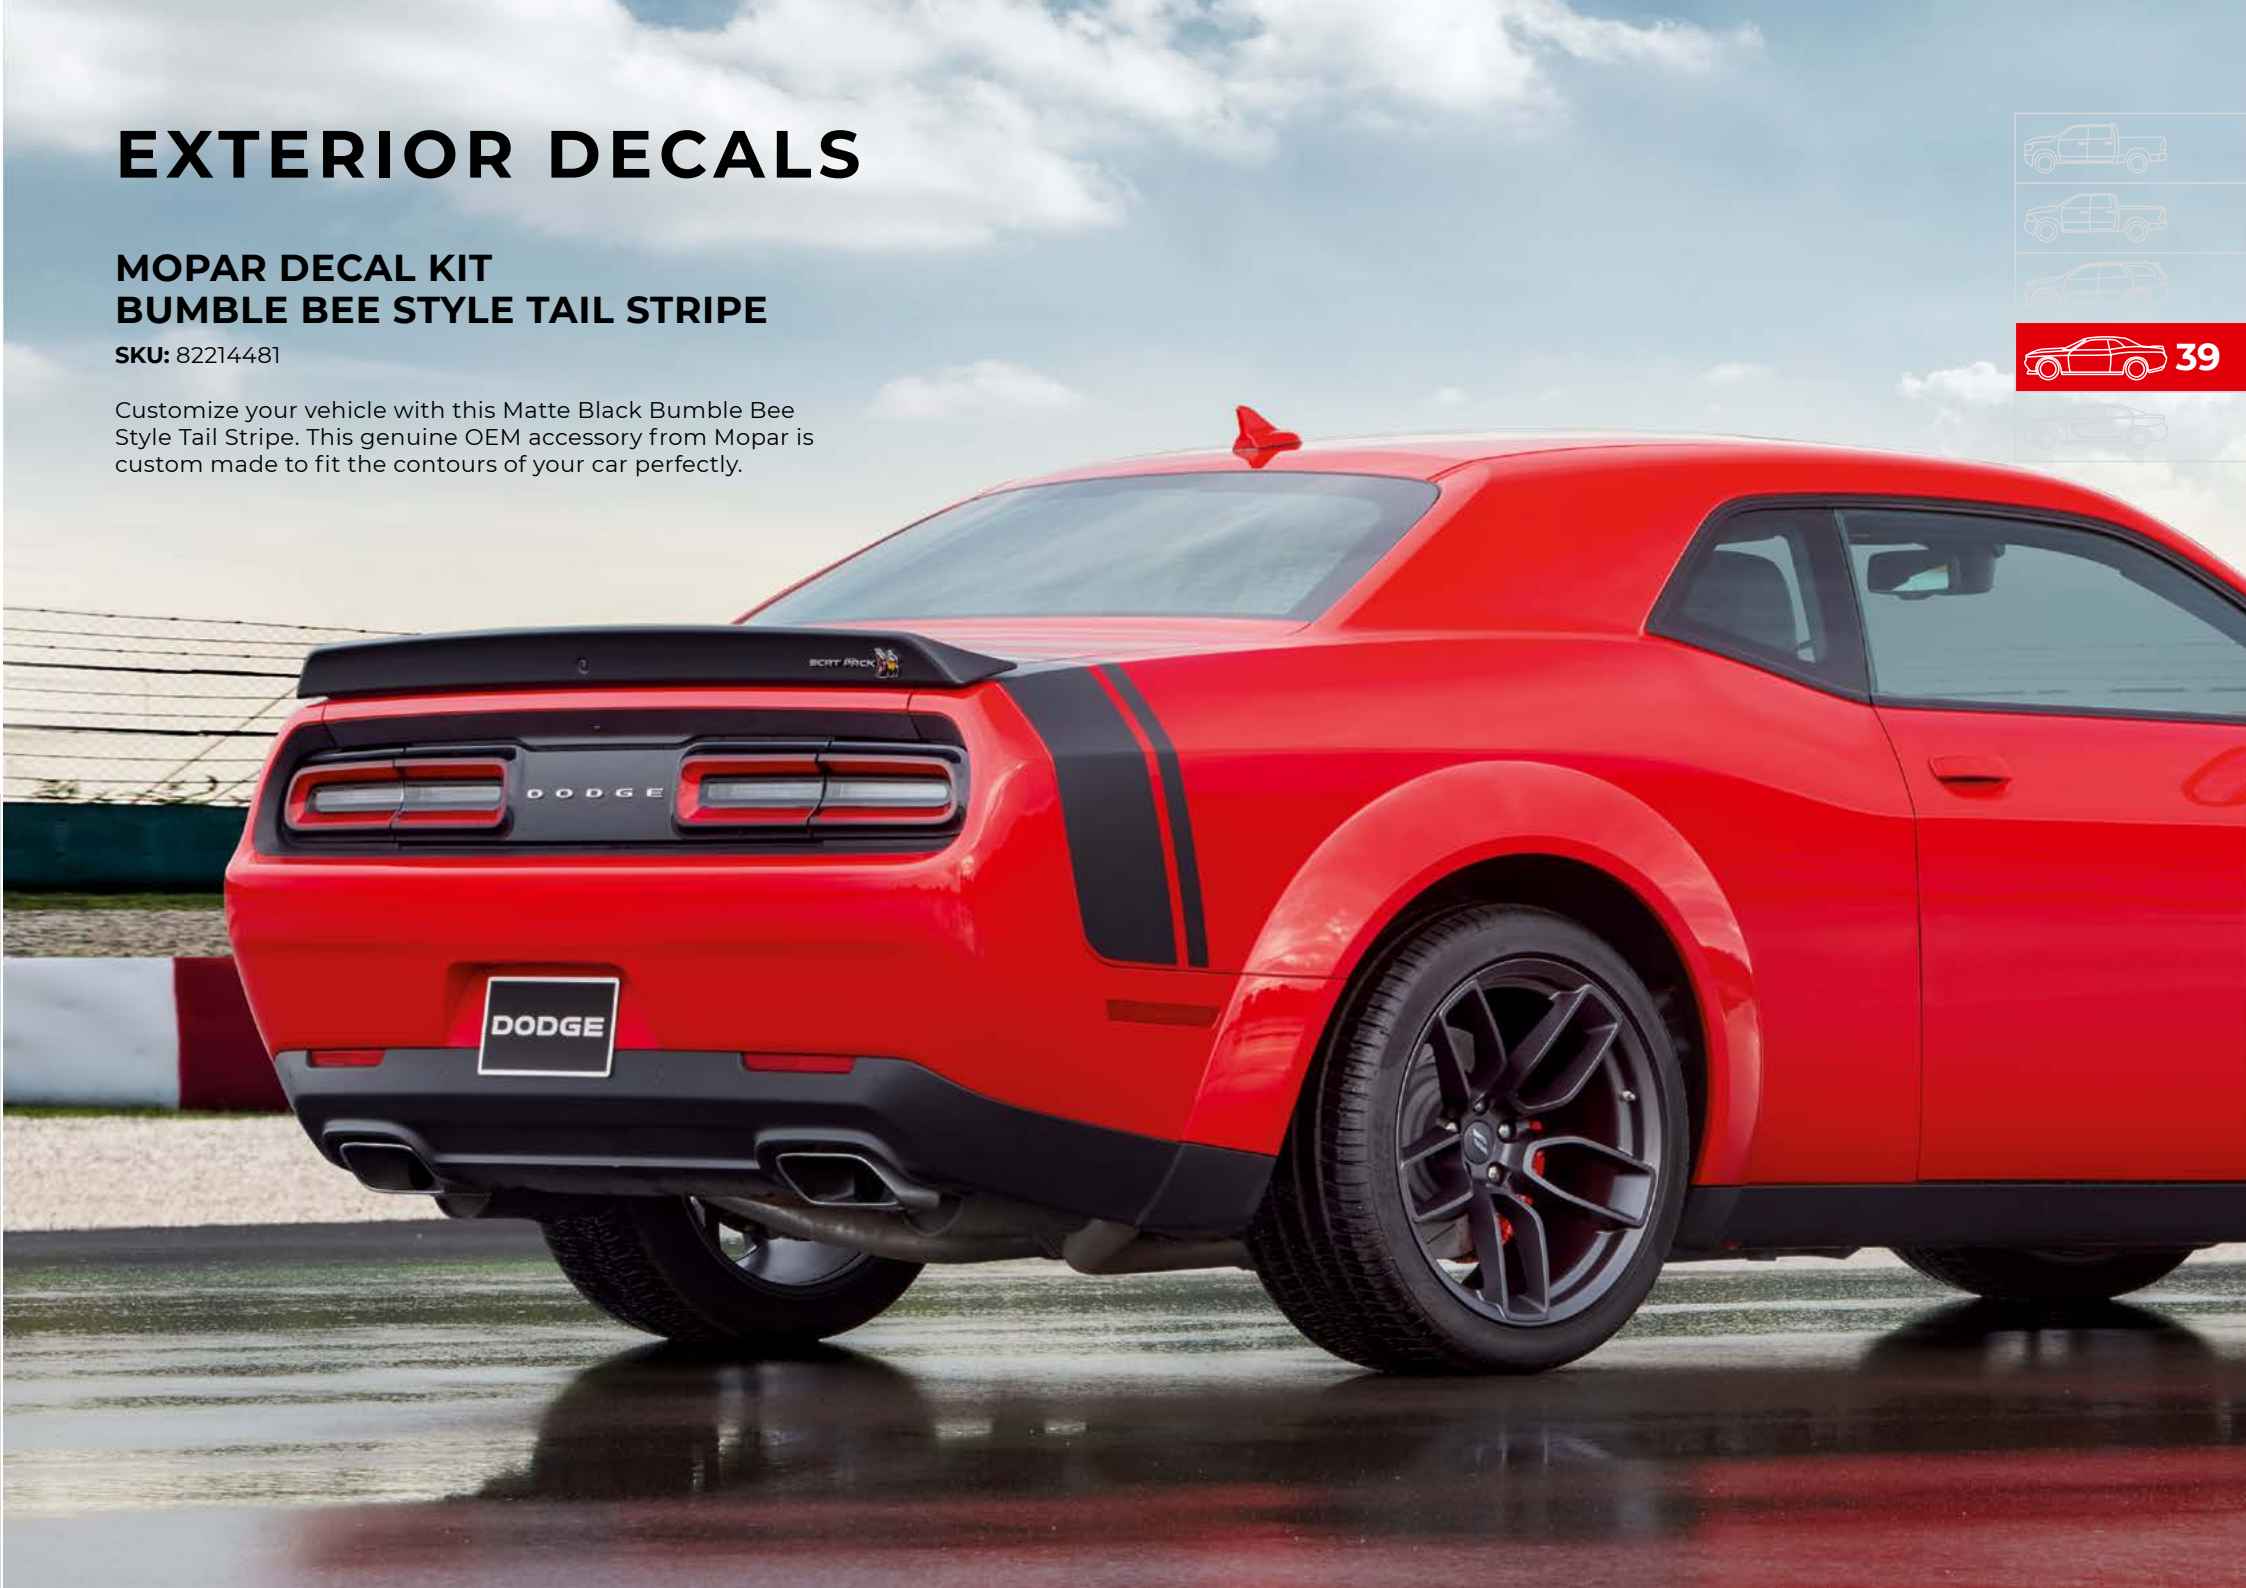 EXTERIOR DECALS
MOPAR DECAL KIT
BUMBLE BEE STYLE TAIL STRIPE
SKU: 82214481
Customize your vehicle with this Matte Black Bumble Bee
Style Tail Stripe. This genuine OEM accessory from Mopar is
custom made to fit the contours of your car perfectly.
39
SCAT PACK
DODGE
DODGE